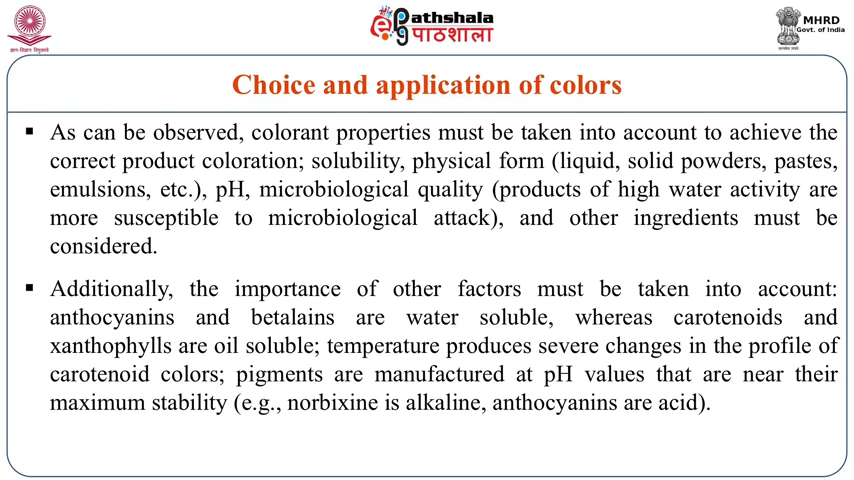 ज्ञान-विज्ञान विमुक्तये
ePathshala
पाठशाला
MHRD
Govt. of India
Choice and application of colors
▪ As can be observed, colorant properties must be taken into account to achieve the
correct product coloration; solubility, physical form (liquid, solid powders, pastes,
emulsions, etc.), pH, microbiological quality (products of high water activity are
more susceptible to microbiological attack), and other ingredients must be
considered.
▪ Additionally, the importance of other factors must be taken into account:
anthocyanins and betalains are water soluble, whereas carotenoids and
xanthophylls are oil soluble; temperature produces severe changes in the profile of
carotenoid colors; pigments are manufactured at pH values that are near their
maximum stability (e.g., norbixine is alkaline, anthocyanins are acid).